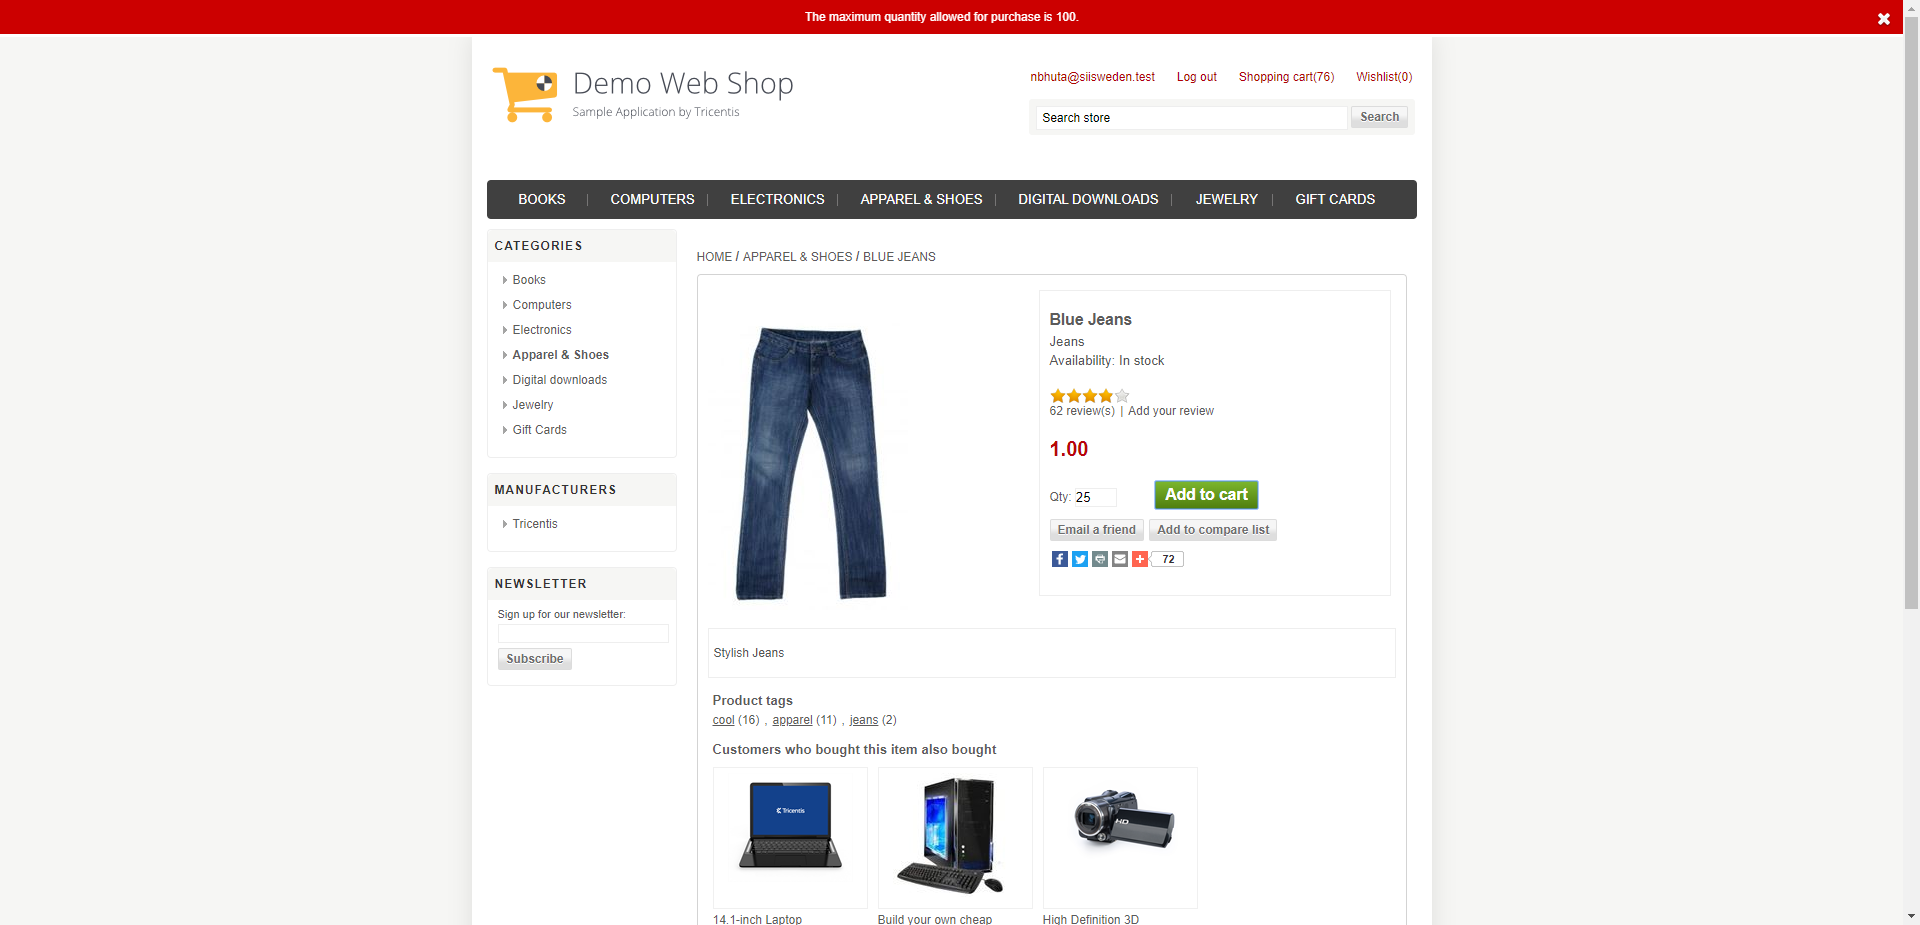 The maximum quantity allowed for purchase is 100.
Demo Web Shop
Sample Application by Tricentis
nbhuta@siisweden.test Log out Shopping cart(76) Wishlist(0)
Search store Search
BOOKS COMPUTERS ELECTRONICS APPAREL & SHOES DIGITAL DOWNLOADS JEWELRY GIFT CARDS
CATEGORIES
Books
Computers
Electronics
Apparel & Shoes
Digital downloads
Jewelry
Gift Cards
MANUFACTURERS
Tricentis
NEWSLETTER
Sign up for our newsletter:
Subscribe
HOME / APPAREL & SHOES / BLUE JEANS
Blue Jeans
Jeans
Availability: In stock
62 review(s) | Add your review
1.00
Qty: 25 Add to cart
Email a friend Add to compare list
72
Stylish Jeans
Product tags
cool (16) , apparel (11) , jeans (2)
Customers who bought this item also bought
Tricentis
HD
14.1-inch Laptop
Build your own cheap
High Definition 3D